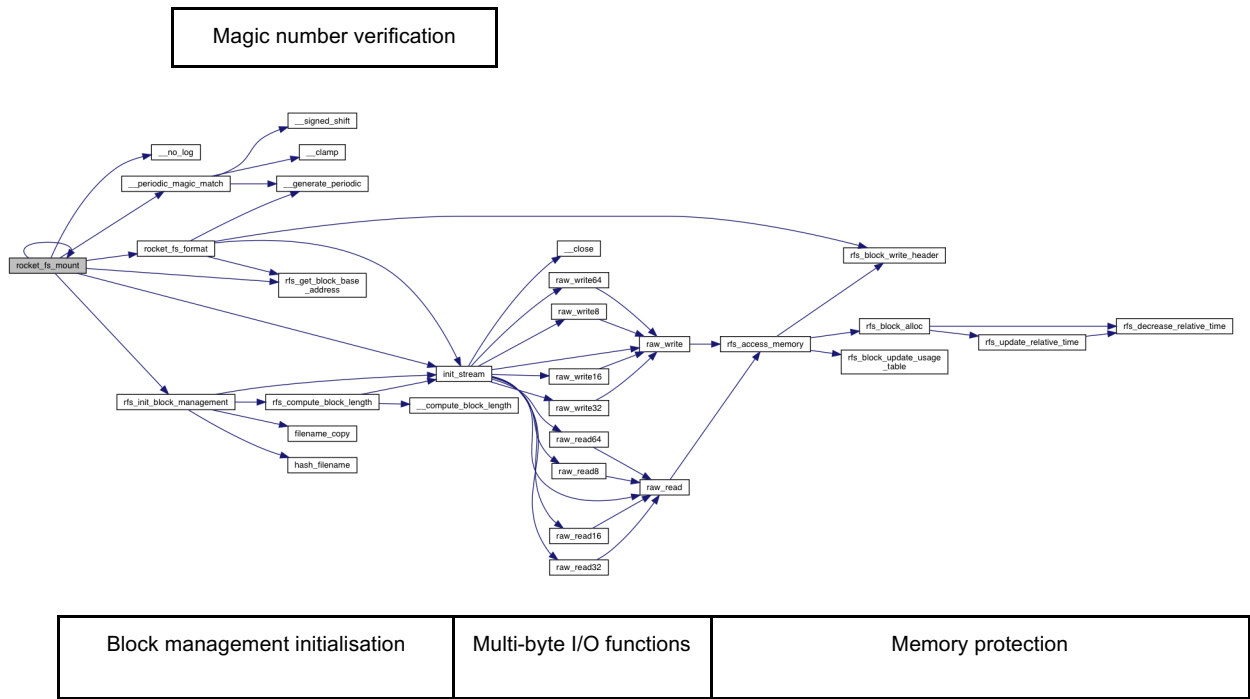 Magic number verification
__signed_shift
__no_log
__clamp
__periodic_magic_match
__generate_periodic
rocket_fs_format
__close
rfs_block_write_header
rocket_fs_mount
rfs_get_block_base
_address
raw_write64
raw_write8
rfs_block_alloc
rfs_decrease_relative_time
raw_write
rfs_access_memory
rfs_update_relative_time
rfs_block_update_usage
_table
init_stream
raw_write16
rfs_init_block_management
rfs_compute_block_length
__compute_block_length
raw_write32
filename_copy
raw_read64
hash_filename
raw_read8
raw_read
raw_read16
raw_read32
Block management initialisation
Multi-byte I/O functions
Memory protection